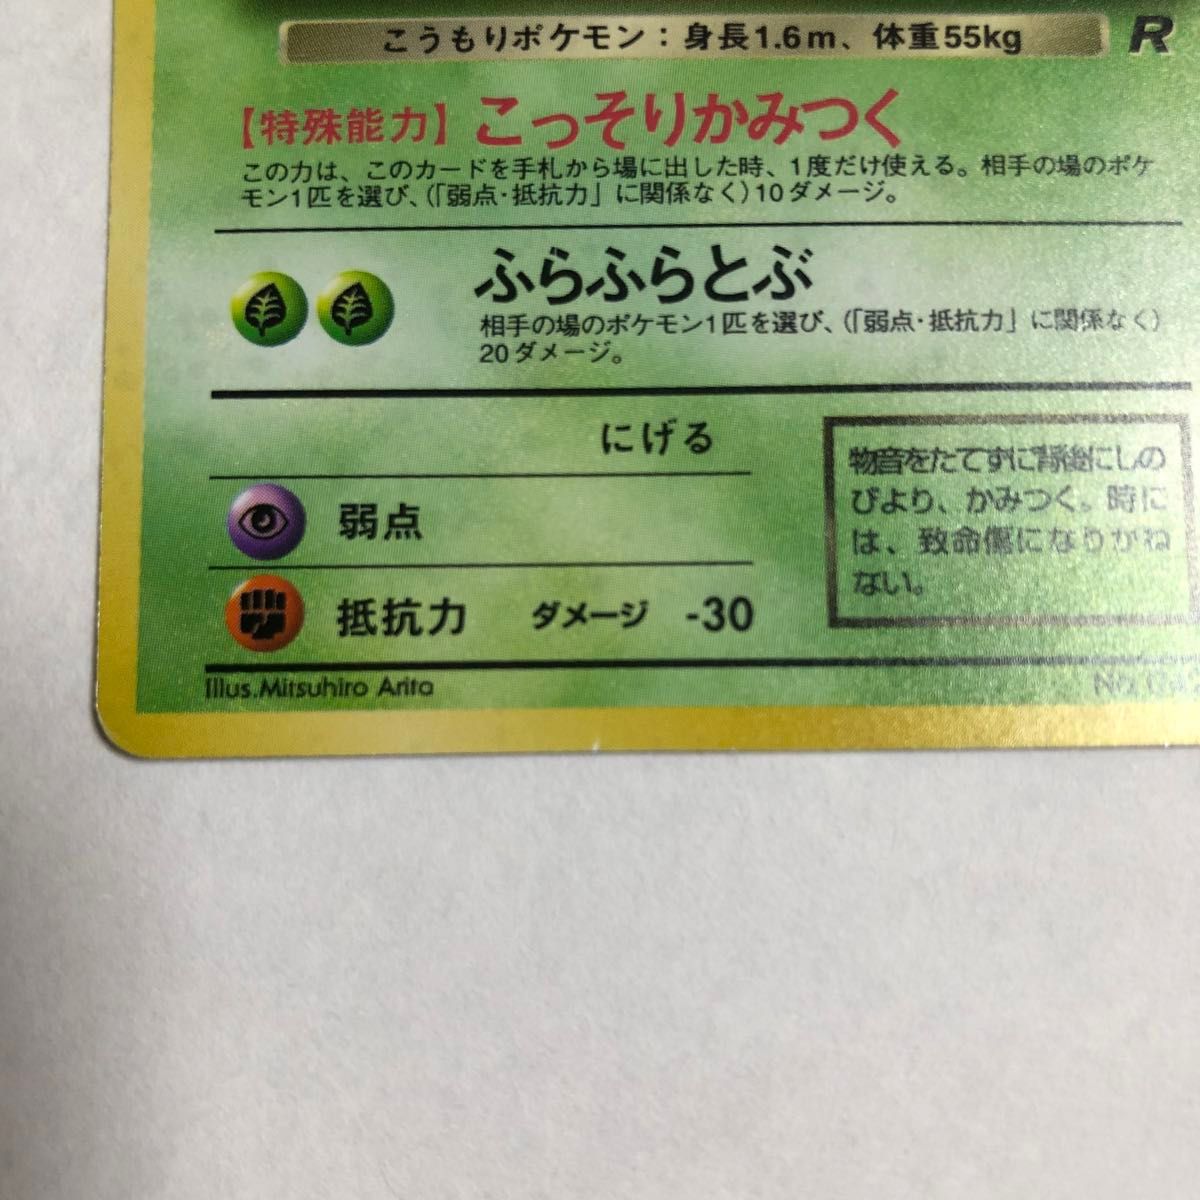 こうもりポケモン：身長1.6m、体重55kg
R
【特殊能力】こっそりかみつく
この力は、このカードを手札から場に出した時、1度だけ使える。相手の場のポケ
モン1匹を選び、（「弱点・抵抗力」に関係なく）10ダメージ。
ふらふらとぶ
相手の場のポケモン1匹を選び、（「弱点・抵抗力」に関係なく）
20ダメージ。
にげる
弱点
抵抗力 ダメージ -30
物音をたてずに背後にしの
びより、かみつく。時に
は、致命傷になりかね
ない。
Illus.Mitsuhiro Arita
No.